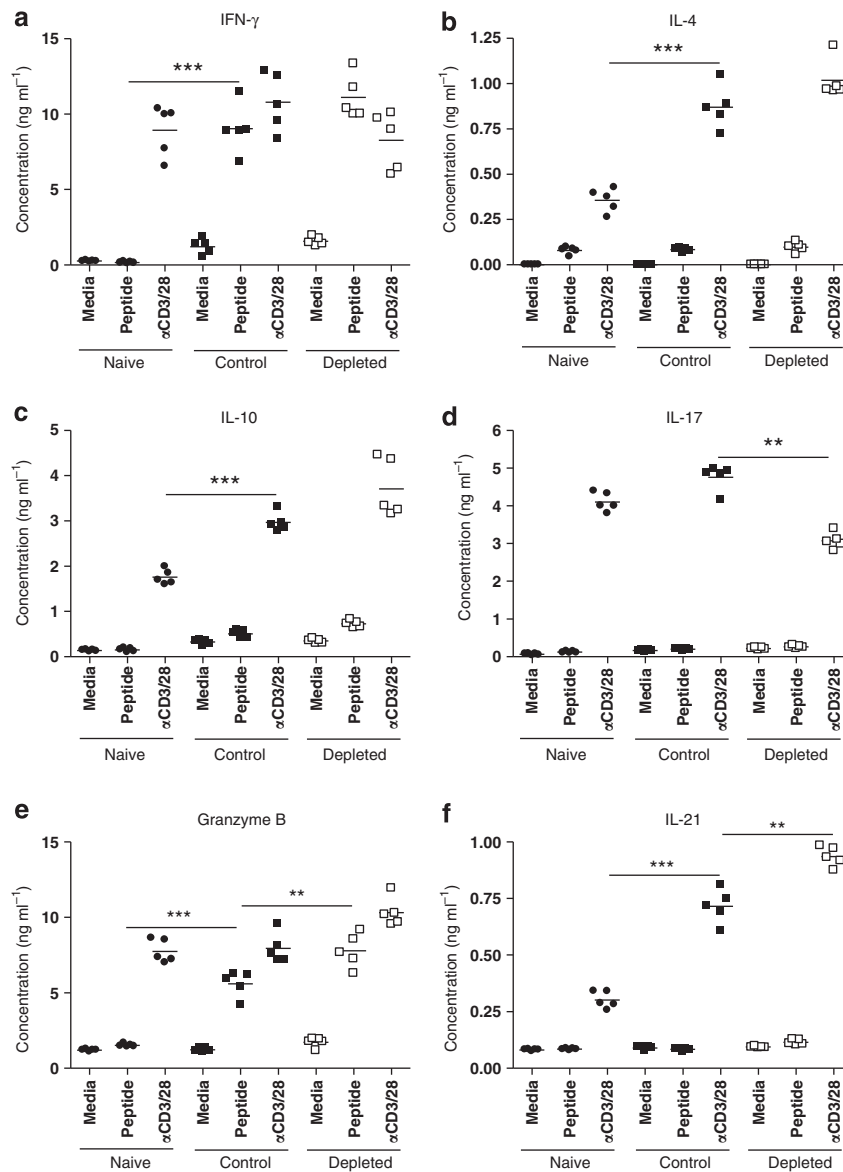 a
IFN-γ
Concentration (ng ml⁻¹)
15
10
5
0
***
Media
Peptide
αCD3/28
Media
Peptide
αCD3/28
Media
Peptide
αCD3/28
Naive
Control
Depleted
b
IL-4
Concentration (ng ml⁻¹)
1.25
1.00
0.75
0.50
0.25
0.00
***
Media
Peptide
αCD3/28
Media
Peptide
αCD3/28
Media
Peptide
αCD3/28
Naive
Control
Depleted
c
IL-10
Concentration (ng ml⁻¹)
5
4
3
2
1
0
***
Media
Peptide
αCD3/28
Media
Peptide
αCD3/28
Media
Peptide
αCD3/28
Naive
Control
Depleted
d
IL-17
Concentration (ng ml⁻¹)
6
5
4
3
2
1
0
**
Media
Peptide
αCD3/28
Media
Peptide
αCD3/28
Media
Peptide
αCD3/28
Naive
Control
Depleted
e
Granzyme B
Concentration (ng ml⁻¹)
15
10
5
0
***
**
Media
Peptide
αCD3/28
Media
Peptide
αCD3/28
Media
Peptide
αCD3/28
Naive
Control
Depleted
f
IL-21
Concentration (ng ml⁻¹)
1.00
0.75
0.50
0.25
0.00
***
**
Media
Peptide
αCD3/28
Media
Peptide
αCD3/28
Media
Peptide
αCD3/28
Naive
Control
Depleted